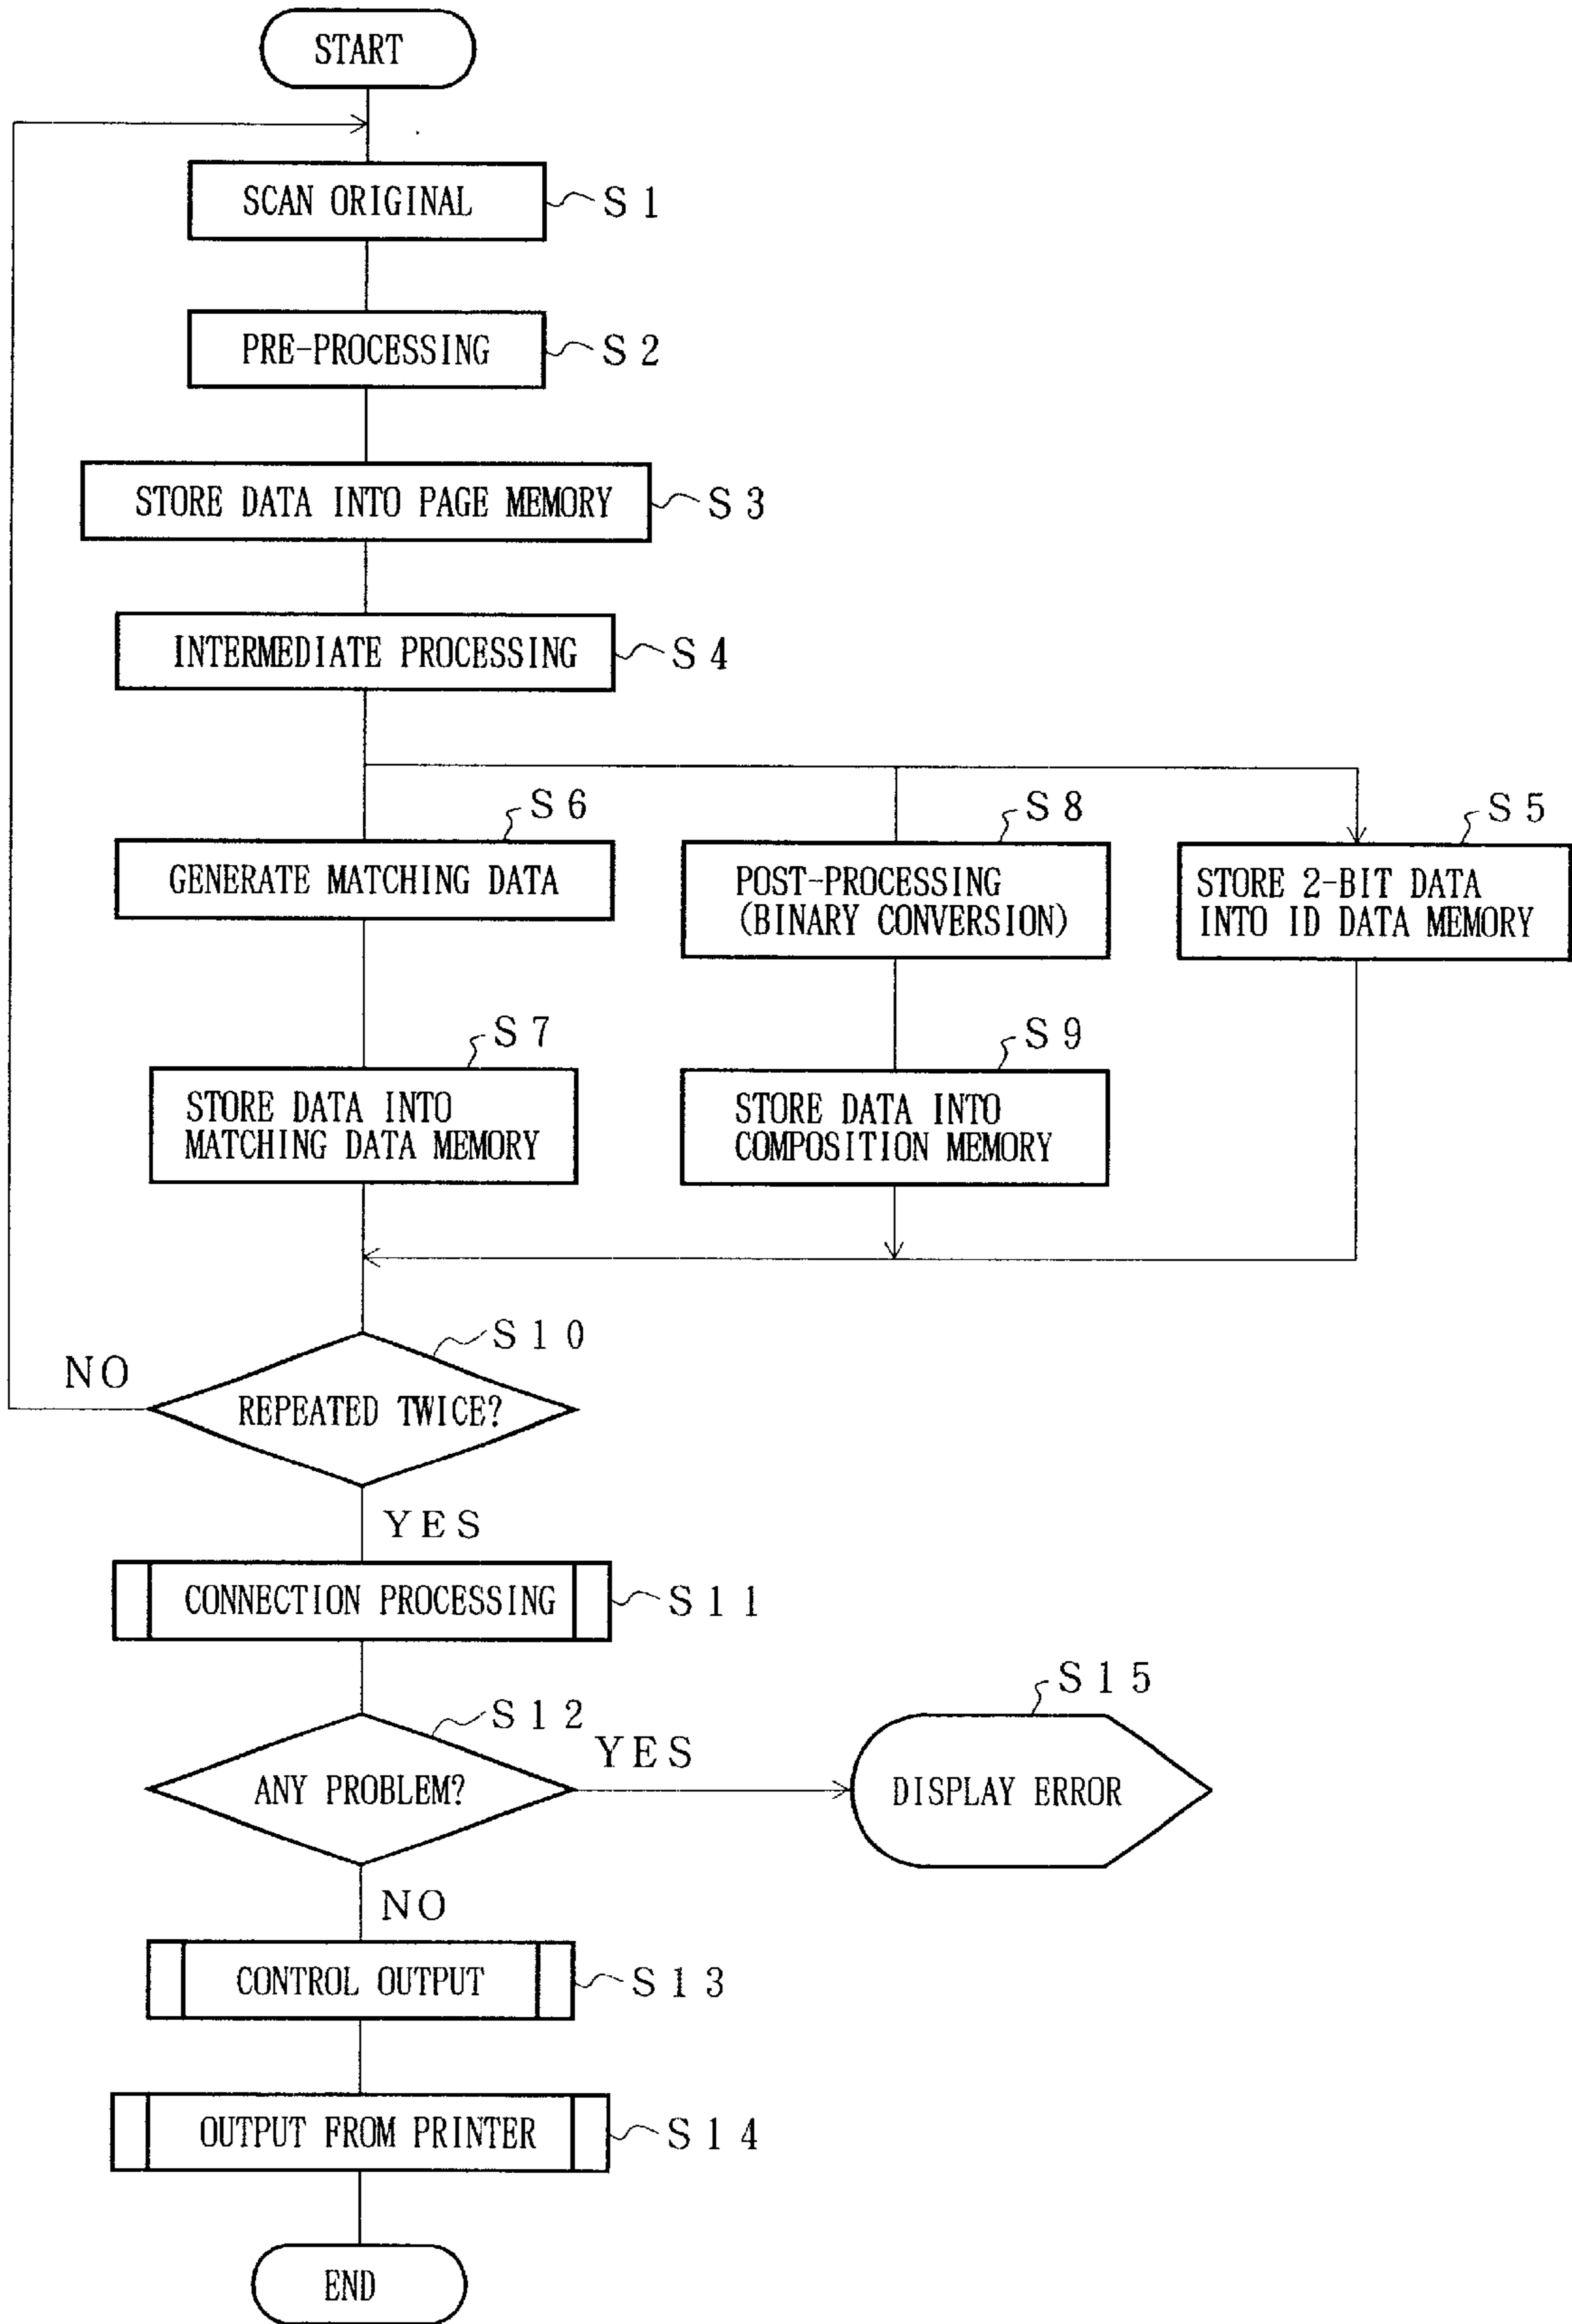 START
SCAN ORIGINAL
S1
PRE-PROCESSING
S2
STORE DATA INTO PAGE MEMORY
S3
INTERMEDIATE PROCESSING
S4
S6
GENERATE MATCHING DATA
S8
POST-PROCESSING
(BINARY CONVERSION)
S5
STORE 2-BIT DATA
INTO ID DATA MEMORY
S7
STORE DATA INTO
MATCHING DATA MEMORY
S9
STORE DATA INTO
COMPOSITION MEMORY
S10
NO
REPEATED TWICE?
YES
CONNECTION PROCESSING
S11
S12
ANY PROBLEM?
YES
S15
DISPLAY ERROR
NO
CONTROL OUTPUT
S13
OUTPUT FROM PRINTER
S14
END